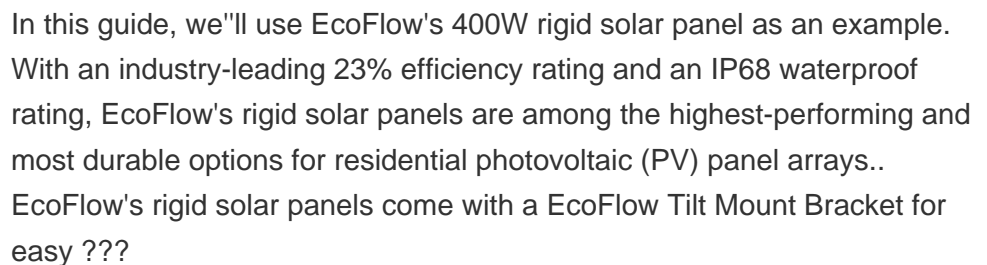 In this guide, we"ll use EcoFlow's 400W rigid solar panel as an example.
With an industry-leading 23% efficiency rating and an IP68 waterproof
rating, EcoFlow's rigid solar panels are among the highest-performing and
most durable options for residential photovoltaic (PV) panel arrays..
EcoFlow's rigid solar panels come with a EcoFlow Tilt Mount Bracket for
easy ???